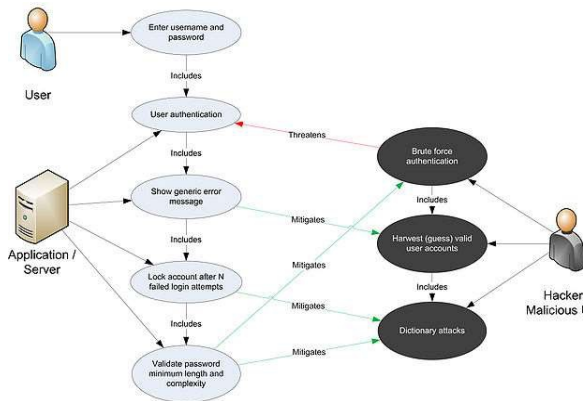 Enter username and
password
User
Includes
User authentication
Threatens
Brute force
authentication
Includes
Includes
Show generic error
message
Mitigates
Harvest (guess) valid
user accounts
Application /
Server
Includes
Mitigates
Includes
Lock account after N
failed login attempts
Mitigates
Hacker
Malicious
Includes
Dictionary attacks
Mitigates
Validate password
minimum length and
complexity